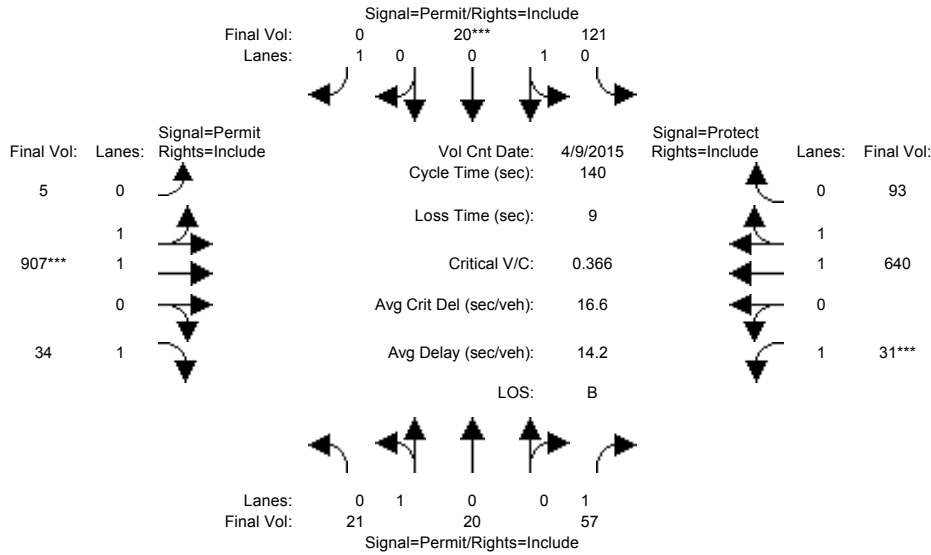 Signal=Permit/Rights=Include
Final Vol: 0 20*** 121
Lanes: 1 0 0 1 0
Signal=Permit Signal=Protect
Final Vol: Lanes: Rights=Include Vol Cnt Date: 4/9/2015 Rights=Include Lanes: Final Vol:
Cycle Time (sec): 140
5 0 0 93
Loss Time (sec): 9
1 1
907*** 1 Critical V/C: 0.366 1 640
0 Avg Crit Del (sec/veh): 16.6 0
34 1 Avg Delay (sec/veh): 14.2 1 31***
LOS: B
Lanes: 0 1 0 0 1
Final Vol: 21 20 57
Signal=Permit/Rights=Include